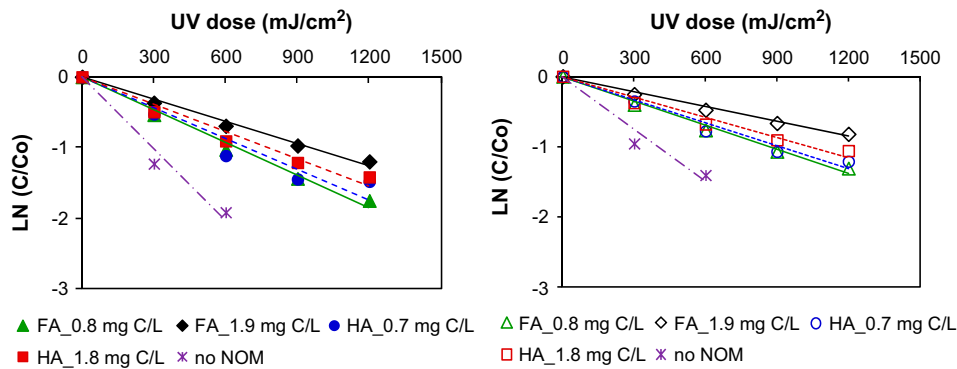 UV dose (mJ/cm²)
0 300 600 900 1200 1500
0
-1
-2
-3
LN (C/Co)
FA_0.8 mg C/L FA_1.9 mg C/L HA_0.7 mg C/L
HA_1.8 mg C/L no NOM
UV dose (mJ/cm²)
0 300 600 900 1200 1500
0
-1
-2
-3
LN (C/Co)
FA_0.8 mg C/L FA_1.9 mg C/L HA_0.7 mg C/L
HA_1.8 mg C/L no NOM